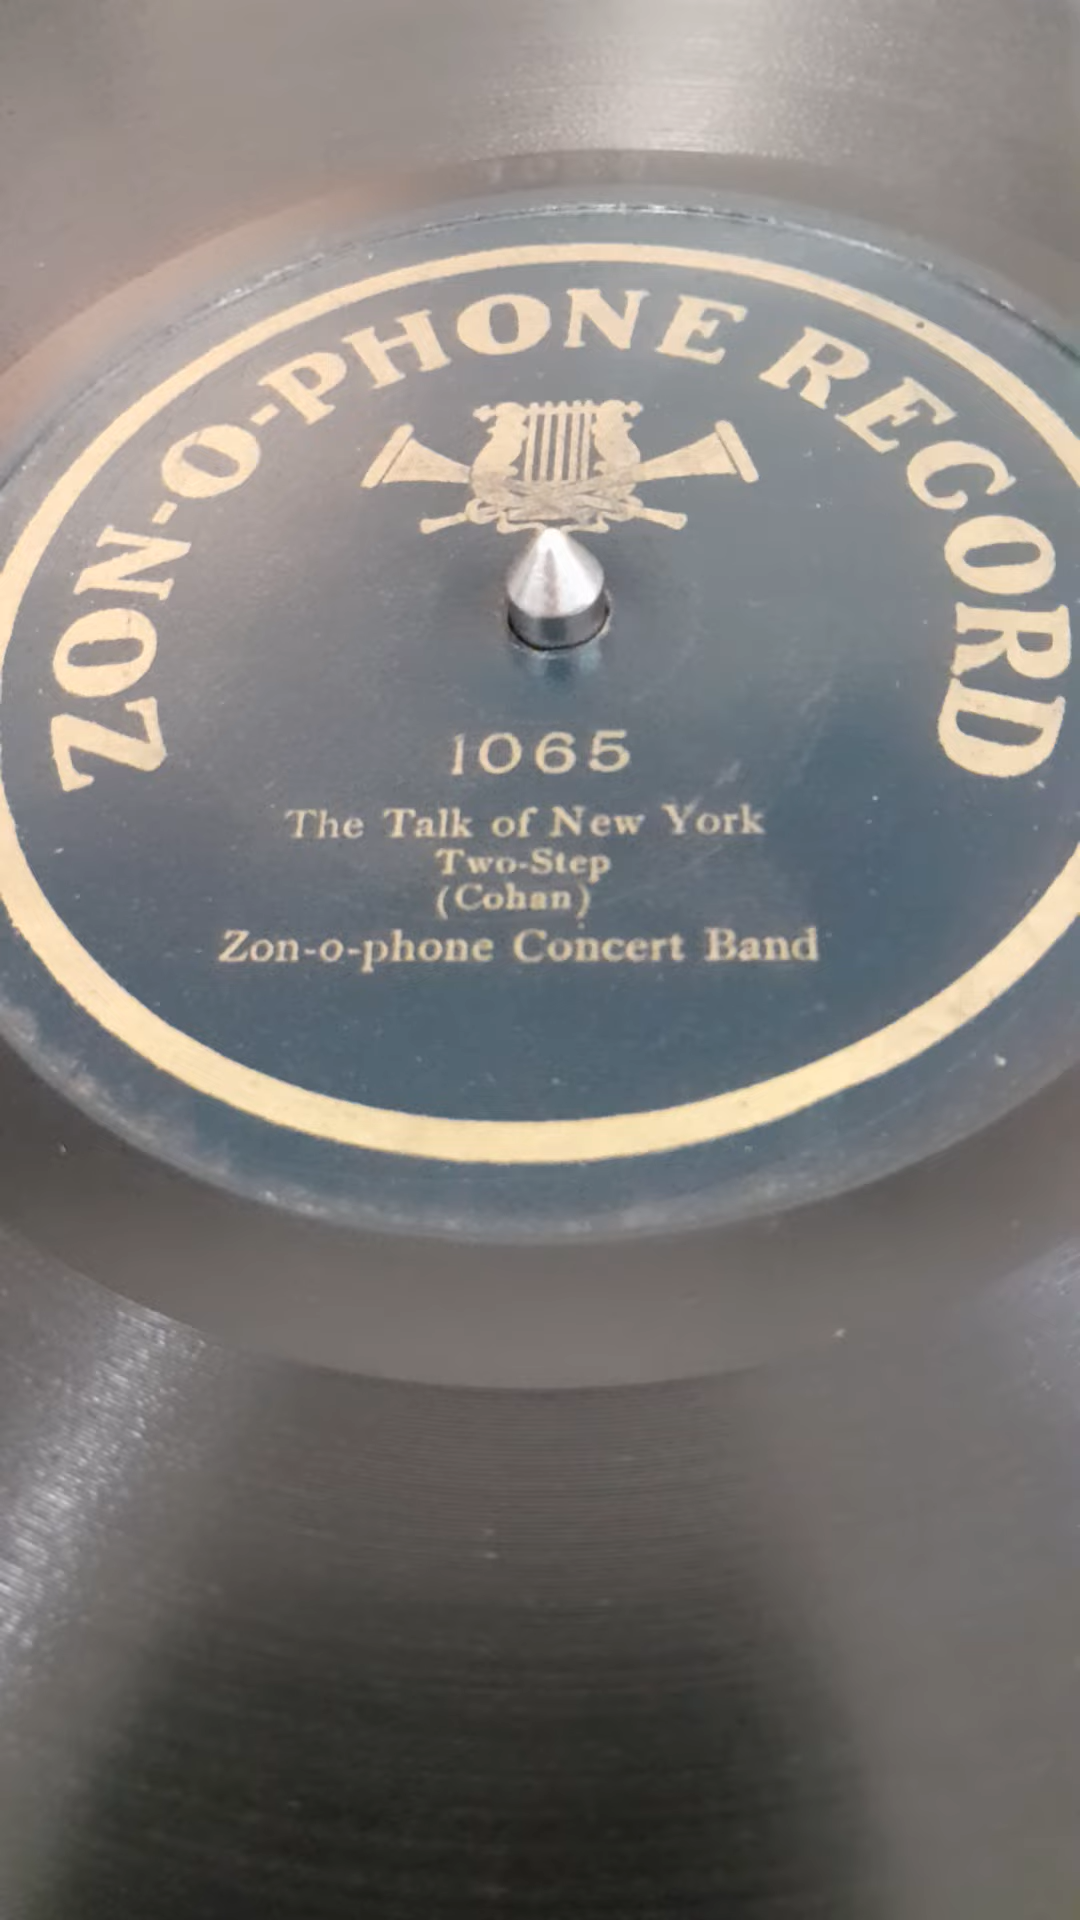 ZON-O-PHONE RECORD
1065
The Talk of New York
Two-Step
(Cohan)
Zon-o-phone Concert Band